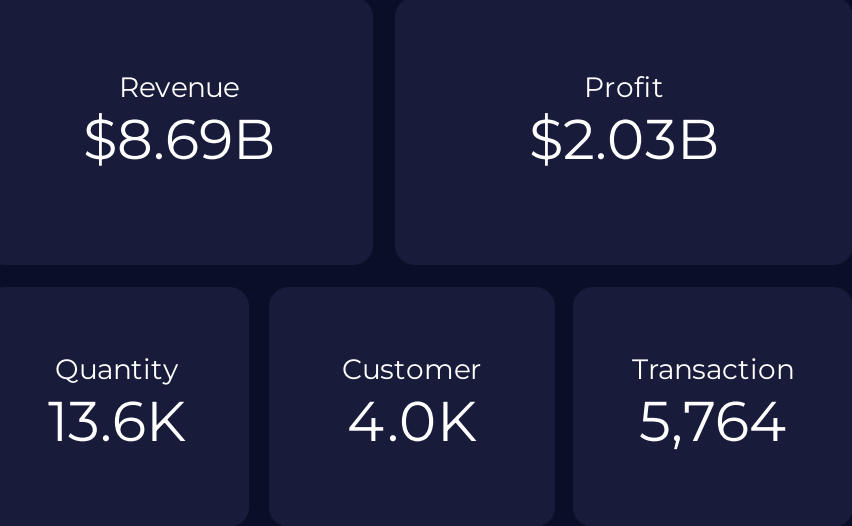 Revenue
$8.69B
Profit
$2.03B
Quantity
13.6K
Customer
4.0K
Transaction
5,764